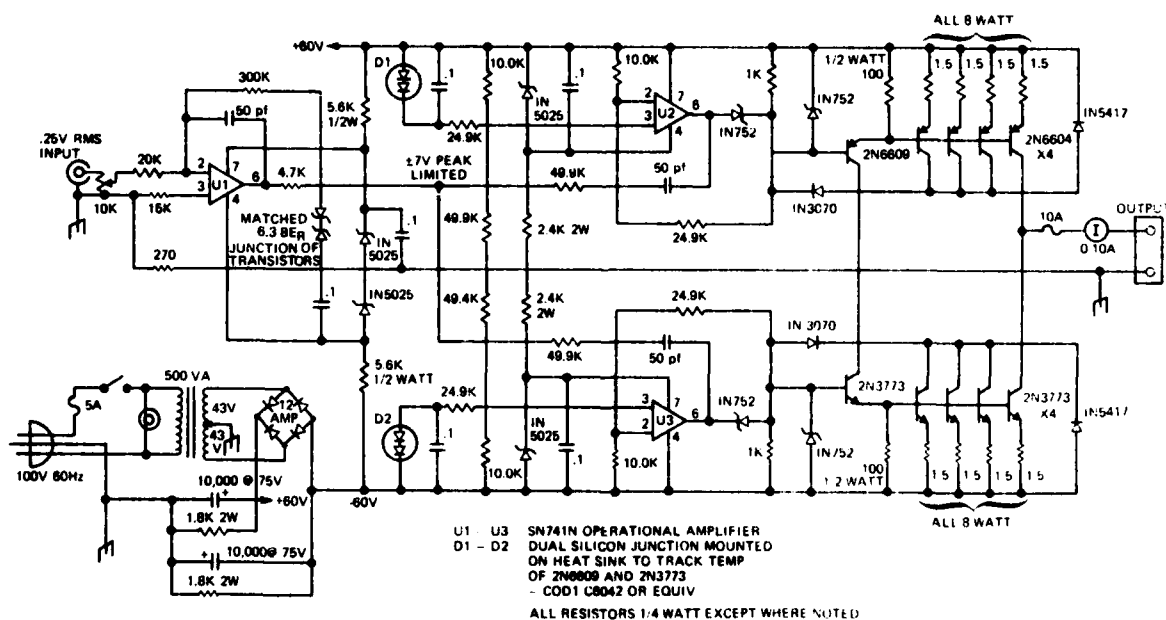 ALL 8 WATT
+60V
D1
.1
10.0K
.1
10.0K
1K
1/2 WATT
100
1.5
1.5
1.5
300K
50 pf
5.6K
1/2W
IN
5025
2
3
7
6
4
U2
IN752
IN752
2N6609
2N6604
X4
IN5417
.25V RMS
INPUT
20K
24.9K
±7V PEAK
LIMITED
2
3
7
6
4
U1
4.7K
49.9K
50 pf
IN3070
10K
15K
MATCHED
6.3 BER
JUNCTION OF
TRANSISTORS
.1
49.9K
2.4K 2W
24.9K
10A
OUTPUT
I
0 10A
IN
5025
270
IN5025
.1
49.4K
2.4K
2W
24.9K
IN 3070
49.9K
50 pf
5.6K
1/2 WATT
500 VA
5A
43V
43
V
12
AMP
24.9K
IN752
2N3773
2N3773
X4
IN5417
D2
.1
IN
5025
3
2
7
6
4
U3
10.0K
.1
1K
IN752
100
1 2 WATT
1.5
1.5
1.5
10.0K
100V 60Hz
10,000 @ 75V
+
+60V
-60V
ALL 8 WATT
1.8K 2W
+
10,000@ 75V
1.8K 2W
U1 - U3 SN741N OPERATIONAL AMPLIFIER
D1 - D2 DUAL SILICON JUNCTION MOUNTED
ON HEAT SINK TO TRACK TEMP
OF 2N6609 AND 2N3773
- COD1 C6042 OR EQUIV
ALL RESISTORS 1/4 WATT EXCEPT WHERE NOTED